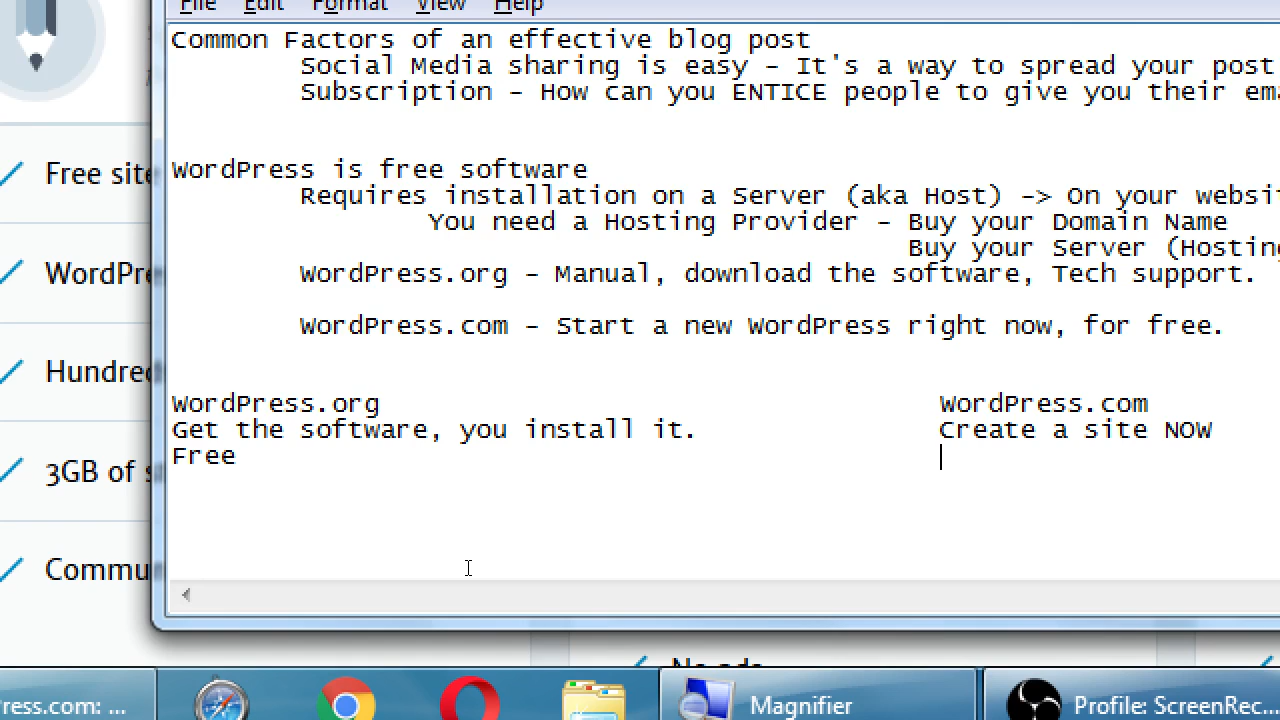 File Edit Format View Help
Common Factors of an effective blog post
Social Media sharing is easy - It's a way to spread your post
Subscription - How can you ENTICE people to give you their
WordPress is free software
Requires installation on a Server (aka Host) -> On your
You need a Hosting Provider - Buy your Domain Name
Buy your Server (Hosting
WordPress.org - Manual, download the software, Tech support.
WordPress.com - Start a new WordPress right now, for free.
WordPress.org WordPress.com
Get the software, you install it. Create a site NOW
Free
Free site
3GB of
No ads
ress.com: ...
Magnifier
Profile: ScreenRec...